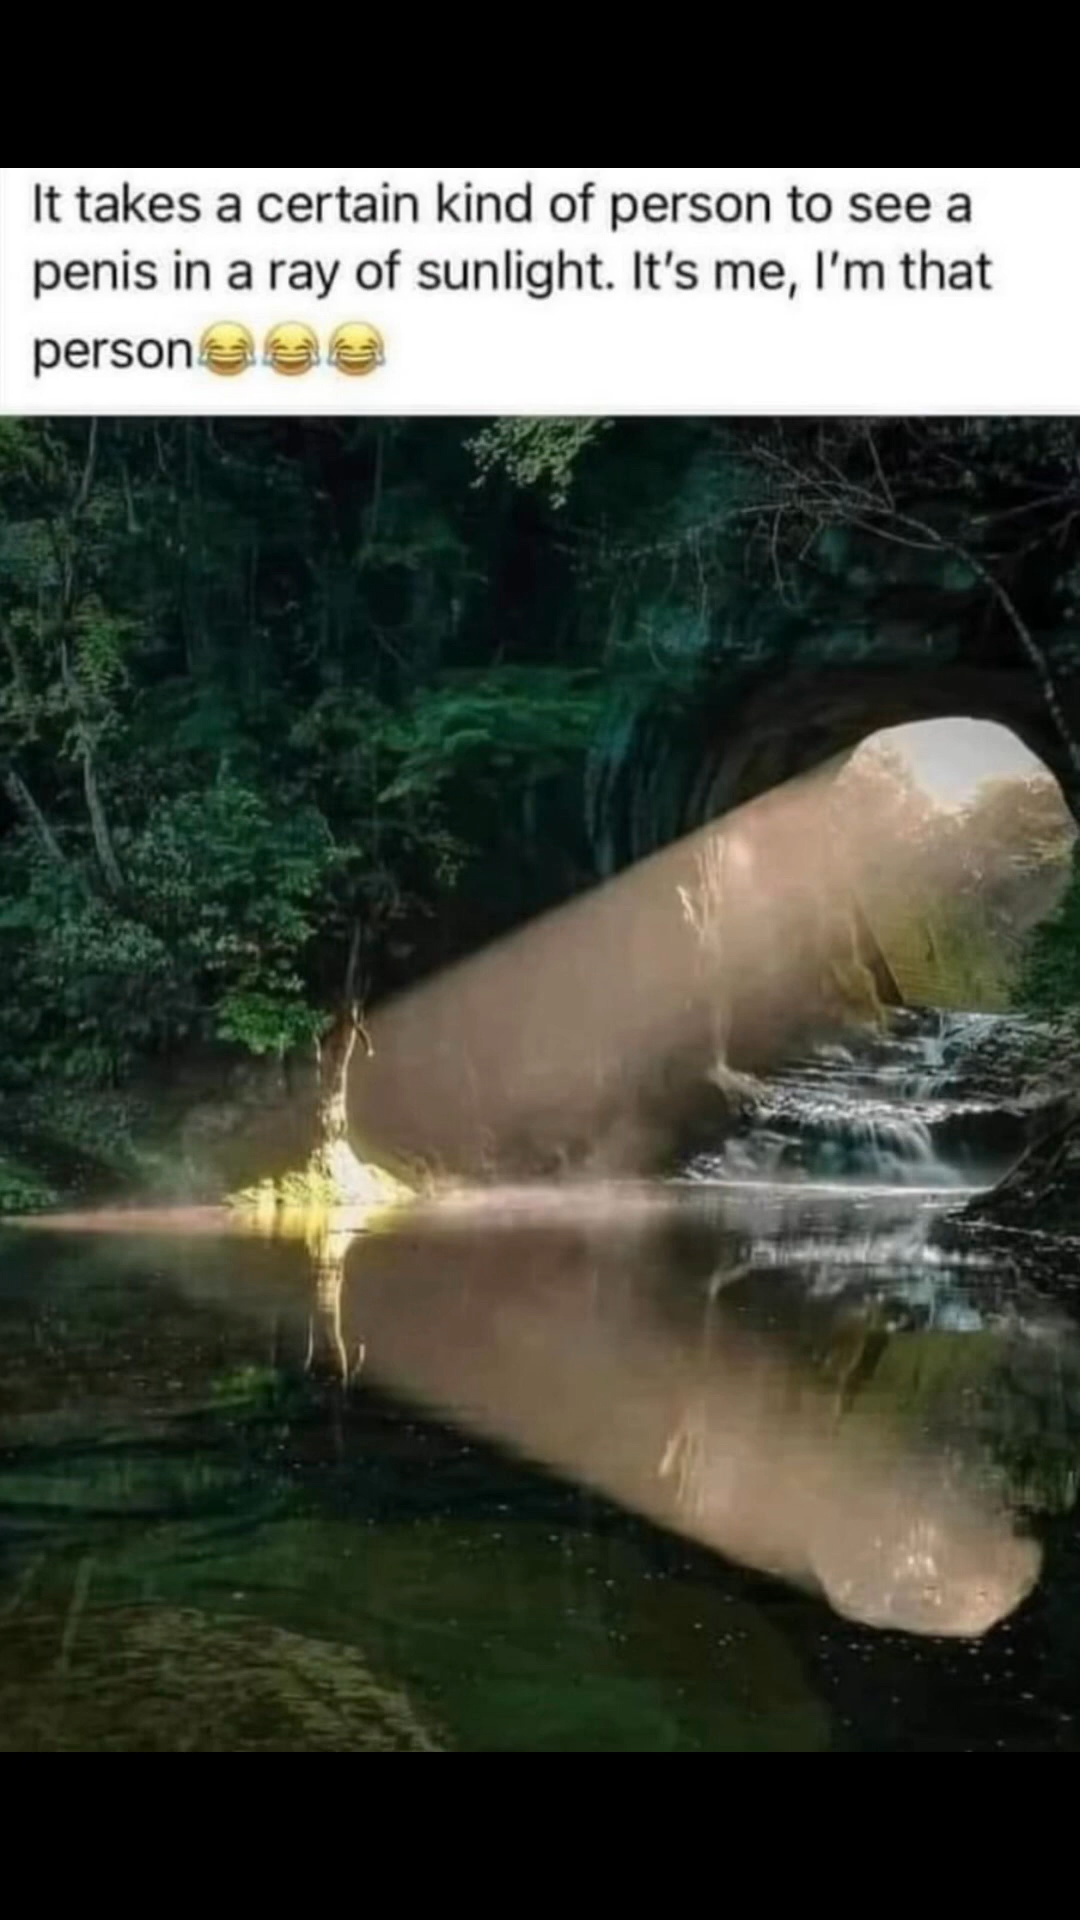 It takes a certain kind of person to see a
penis in a ray of sunlight. It's me, I'm that
person😂😂😂